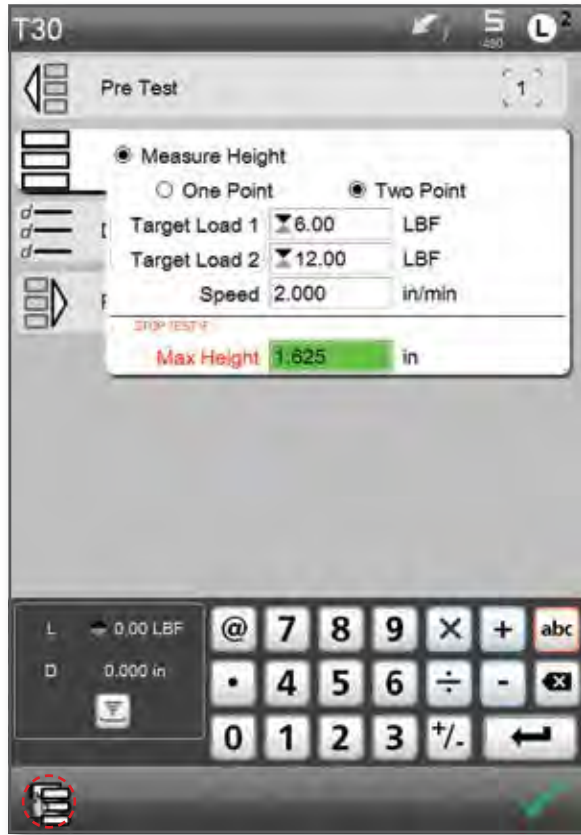 T30
S
480
L 2
Pre Test
1
Measure Height
One Point Two Point
Target Load 1 6.00 LBF
Target Load 2 12.00 LBF
Speed 2.000 in/min
STOP TEST IF
Max Height 1.625 in
d
d
d
L 0.00 LBF
D 0.000 in
@ 7 8 9 × + abc
. 4 5 6 ÷ -
0 1 2 3 +/-